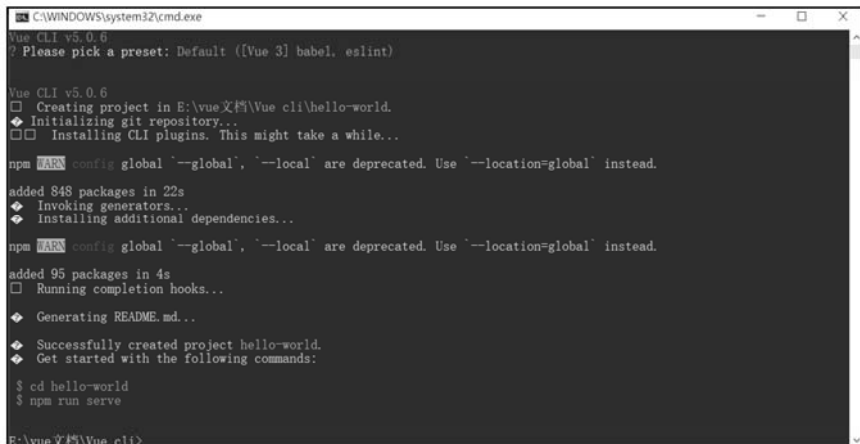 C:\WINDOWS\system32\cmd.exe
Vue CLI v5.0.6
? Please pick a preset: Default ([Vue 3] babel, eslint)
Vue CLI v5.0.6
Creating project in E:\vue文档\Vue cli\hello-world.
Initializing git repository...
Installing CLI plugins. This might take a while...
npm WARN config global `--global`, `--local` are deprecated. Use `--location=global` instead.
added 848 packages in 22s
Invoking generators...
Installing additional dependencies...
npm WARN config global `--global`, `--local` are deprecated. Use `--location=global` instead.
added 95 packages in 4s
Running completion hooks...
Generating README.md...
Successfully created project hello-world.
Get started with the following commands:
$ cd hello-world
$ npm run serve
E:\vue文档\Vue cli>